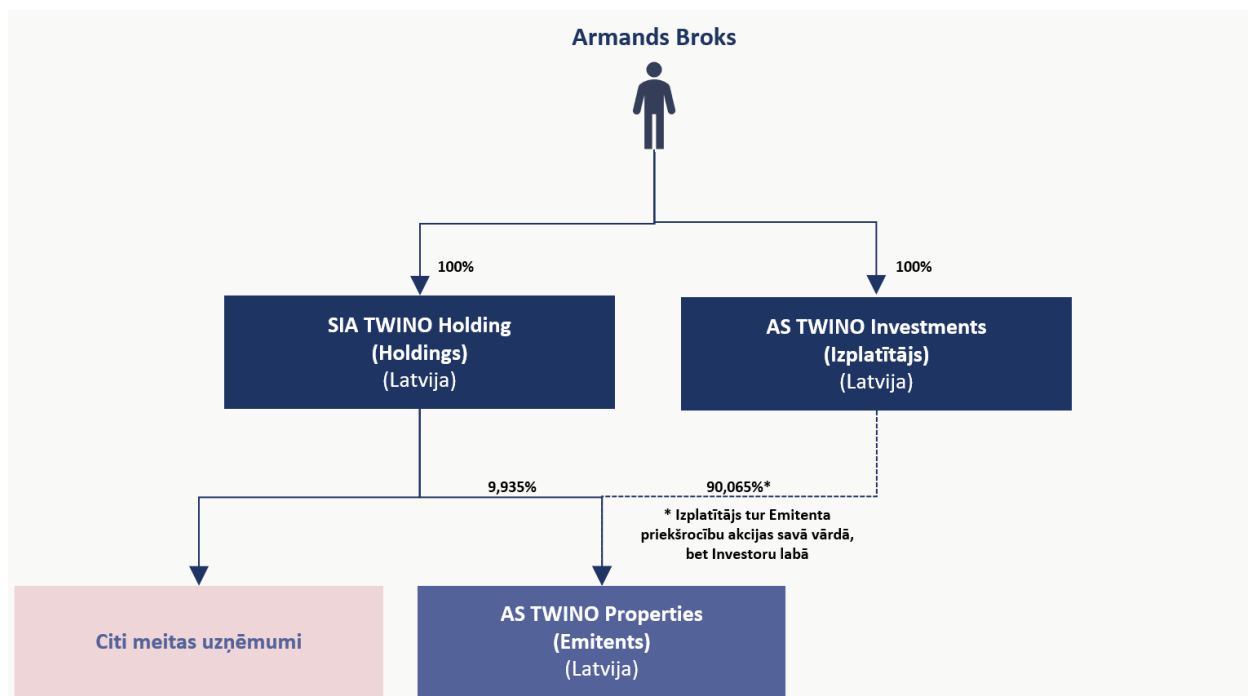 Armands Broks
100%
100%
SIA TWINO Holding
(Holdings)
(Latvija)
AS TWINO Investments
(Izplatītājs)
(Latvija)
9,935%
90,065%*
* Izplatītājs tur Emitenta
priekšrocību akcijas savā vārdā,
bet Investoru labā
Citi meitas uzņēmumi
AS TWINO Properties
(Emitents)
(Latvija)